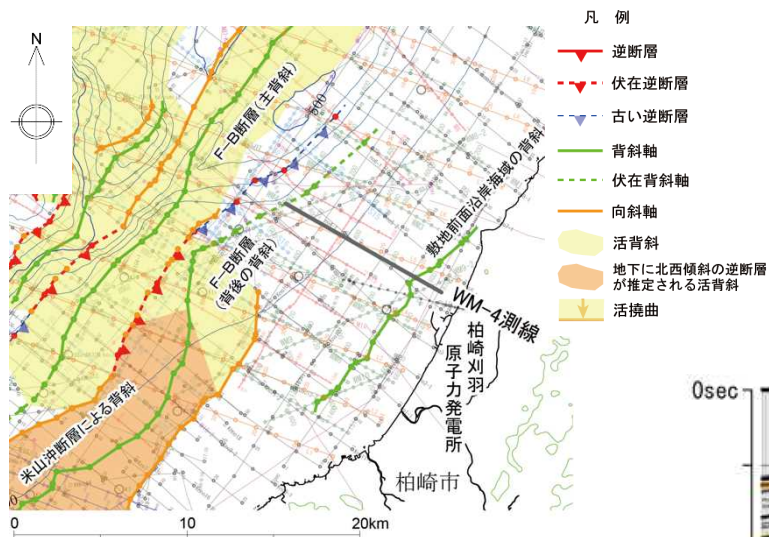 N
凡 例
逆断層
伏在逆断層
古い逆断層
背斜軸
伏在背斜軸
向斜軸
活背斜
地下に北西傾斜の逆断層
が推定される活背斜
活撓曲
F-B断層(主背斜)
500
敷地前面沿岸海域の背斜
F-B断層
(背後の背斜)
WM-4測線
柏崎刈羽
原子力発電所
米山沖断層による背斜
柏崎市
0
10
20km
0sec